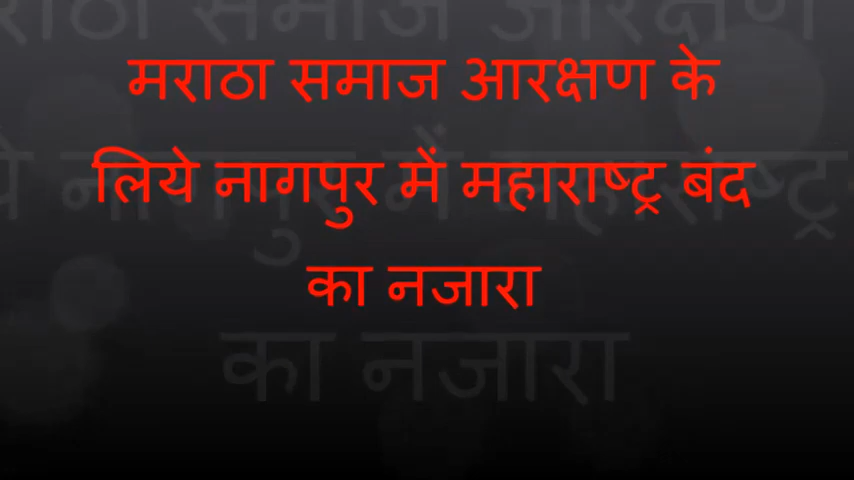 मराठा समाज आरक्षण के
लिये नागपुर में महाराष्ट्र बंद
का नजारा